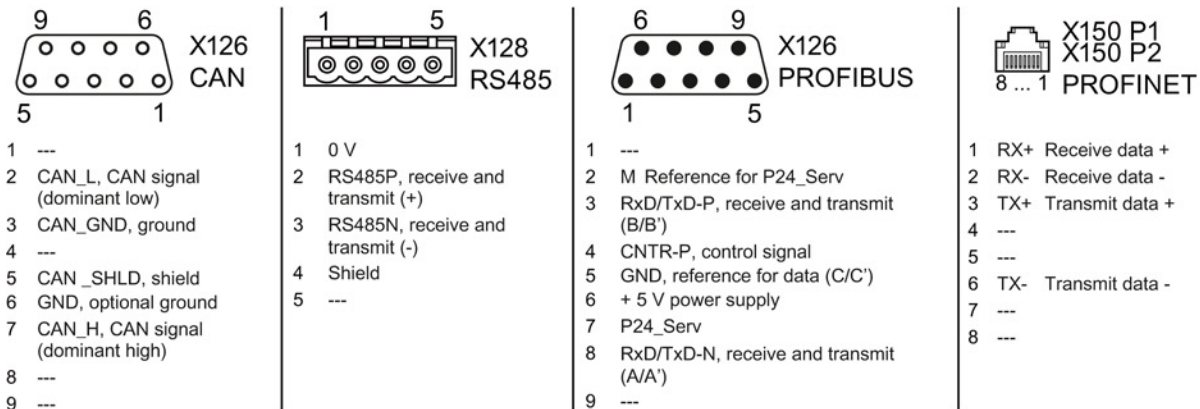 9 6
X126
CAN
5 1
1 ---
2 CAN_L, CAN signal
(dominant low)
3 CAN_GND, ground
4 ---
5 CAN _SHLD, shield
6 GND, optional ground
7 CAN_H, CAN signal
(dominant high)
8 ---
9 ---
1 5
X128
RS485
1 0 V
2 RS485P, receive and
transmit (+)
3 RS485N, receive and
transmit (-)
4 Shield
5 ---
6 9
X126
PROFIBUS
1 5
1 ---
2 M Reference for P24_Serv
3 RxD/TxD-P, receive and transmit
(B/B')
4 CNTR-P, control signal
5 GND, reference for data (C/C')
6 + 5 V power supply
7 P24_Serv
8 RxD/TxD-N, receive and transmit
(A/A')
9 ---
X150 P1
X150 P2
8 ... 1 PROFINET
1 RX+ Receive data +
2 RX- Receive data -
3 TX+ Transmit data +
4 ---
5 ---
6 TX- Transmit data -
7 ---
8 ---